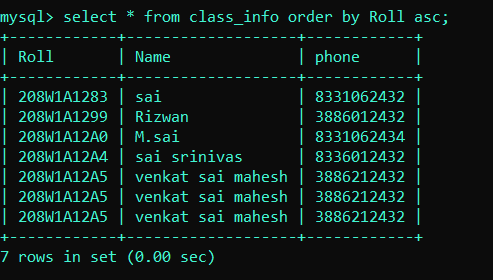 mysql> select * from class_info order by Roll asc;
+------------+-------------------+------------+
| Roll       | Name              | phone      |
+------------+-------------------+------------+
| 208W1A1283 | sai               | 8331062432 |
| 208W1A1299 | Rizwan            | 3886012432 |
| 208W1A12A0 | M.sai             | 8331062434 |
| 208W1A12A4 | sai srinivas      | 8336012432 |
| 208W1A12A5 | venkat sai mahesh | 3886212432 |
| 208W1A12A5 | venkat sai mahesh | 3886212432 |
| 208W1A12A5 | venkat sai mahesh | 3886212432 |
+------------+-------------------+------------+
7 rows in set (0.00 sec)